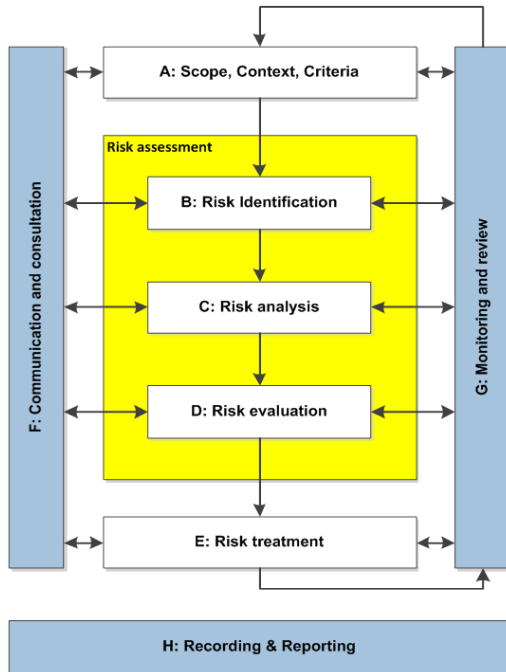 A: Scope, Context, Criteria
Risk assessment
B: Risk Identification
C: Risk analysis
D: Risk evaluation
E: Risk treatment
F: Communication and consultation
G: Monitoring and review
H: Recording & Reporting